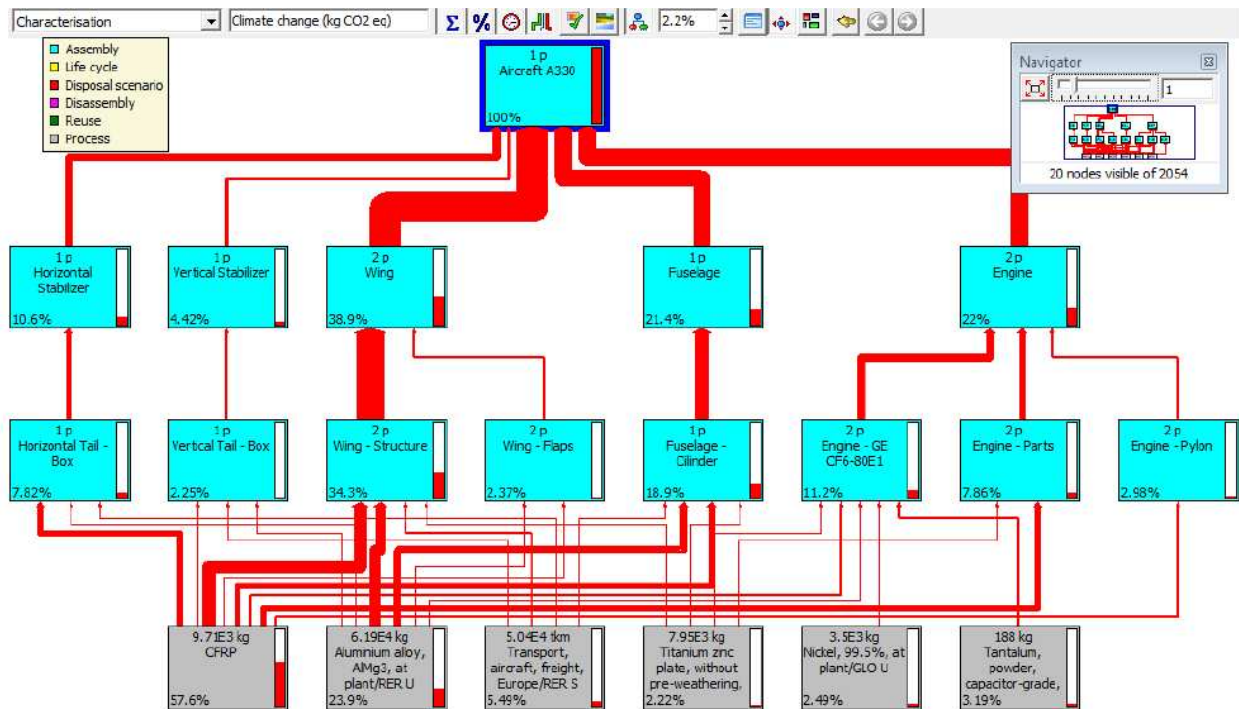 Characterisation
Climate change (kg CO2 eq)
Σ
%
2.2%
Assembly
Life cycle
Disposal scenario
Disassembly
Reuse
Process
Navigator
1
20 nodes visible of 2054
1 p
Aircraft A330
100%
1 p
Horizontal
Stabilizer
10.6%
1 p
Vertical Stabilizer
4.42%
2 p
Wing
38.9%
1 p
Fuselage
21.4%
2 p
Engine
22%
1 p
Horizontal Tail -
Box
7.82%
1 p
Vertical Tail - Box
2.25%
2 p
Wing - Structure
34.3%
2 p
Wing - Flaps
2.37%
1 p
Fuselage -
Cilinder
18.9%
2 p
Engine - GE
CF6-80E1
11.2%
2 p
Engine - Parts
7.86%
2 p
Engine - Pylon
2.98%
9.71E3 kg
CFRP
57.6%
6.19E4 kg
Alumnium alloy,
AlMg3, at
plant/RER U
23.9%
5.04E4 tkm
Transport,
aircraft, freight,
Europe/RER S
5.49%
7.95E3 kg
Titanium zinc
plate, without
pre-weathering,
2.22%
3.5E3 kg
Nickel, 99.5%, at
plant/GLO U
2.49%
188 kg
Tantalum,
powder,
capacitor-grade,
3.19%